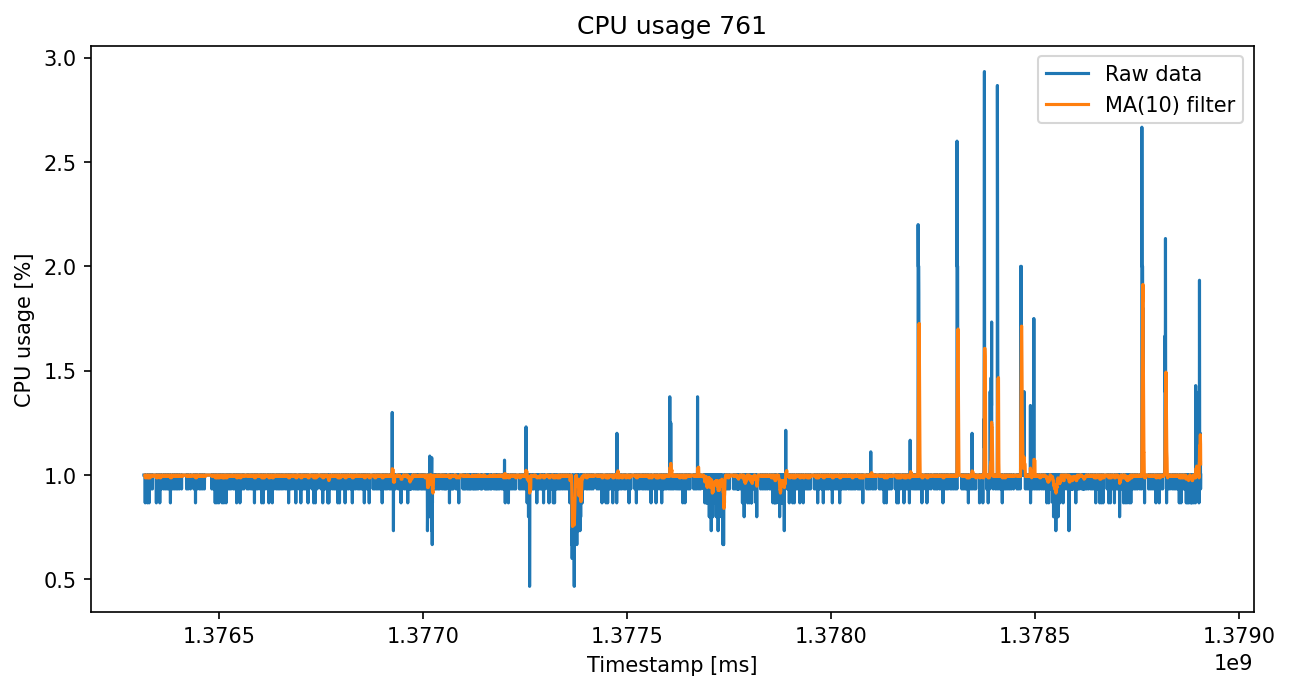 CPU usage 761
Raw data
MA(10) filter
CPU usage [%]
3.0
2.5
2.0
1.5
1.0
0.5
1.3765 1.3770 1.3775 1.3780 1.3785 1.3790
1e9
Timestamp [ms]